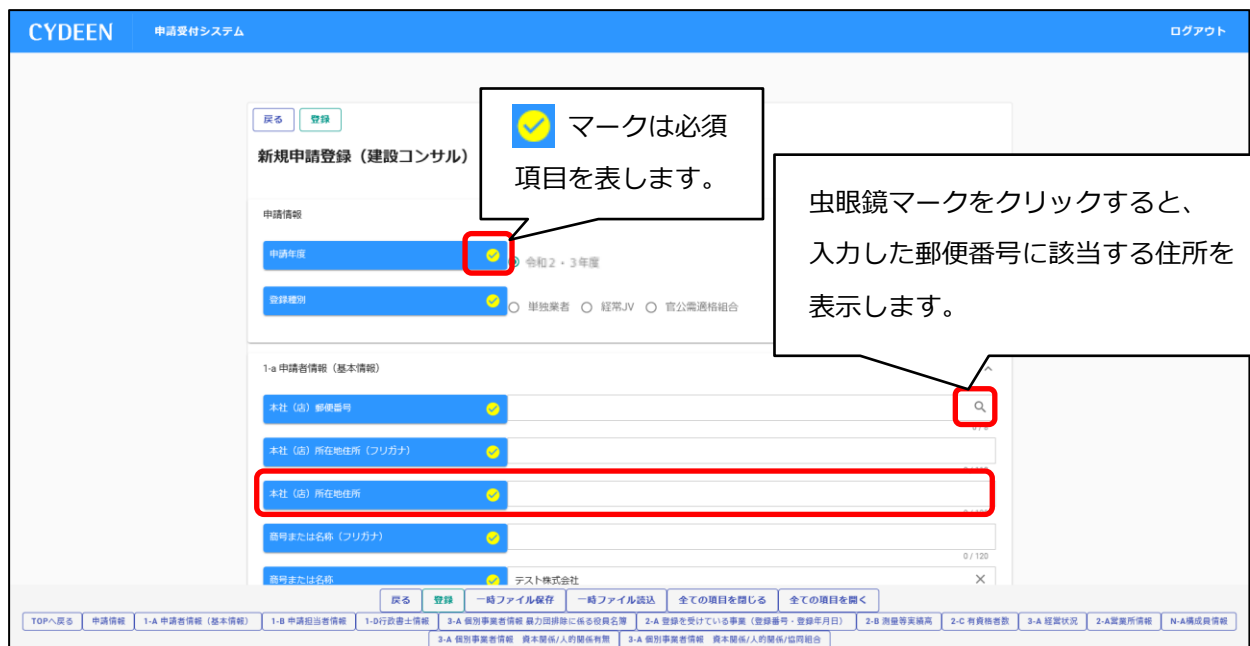 CYDEEN 申請受付システム ログアウト
戻る 登録
新規申請登録（建設コンサル）
マークは必須
項目を表します。
虫眼鏡マークをクリックすると、
入力した郵便番号に該当する住所を
表示します。
申請情報
申請年度 令和2・3年度
登録種別 単独業者 経常JV 官公需適格組合
1-a 申請者情報（基本情報）
本社（店）郵便番号
本社（店）所在地住所（フリガナ）
本社（店）所在地住所
商号または名称（フリガナ）
0 / 120
商号または名称 テスト株式会社
戻る 登録 一時ファイル保存 一時ファイル読込 全ての項目を閉じる 全ての項目を開く
TOPへ戻る 申請情報 1-A 申請者情報（基本情報） 1-B 申請担当者情報 1-D行政書士情報 3-A 個別事業者情報 暴力団排除に係る役員名簿 2-A 登録を受けている事業（登録番号・登録年月日） 2-B 測量等実績高 2-C 有資格者数 3-A 経営状況 2-A営業所情報 N-A構成員情報
3-A 個別事業者情報 資本関係/人的関係有無 3-A 個別事業者情報 資本関係/人的関係/協同組合